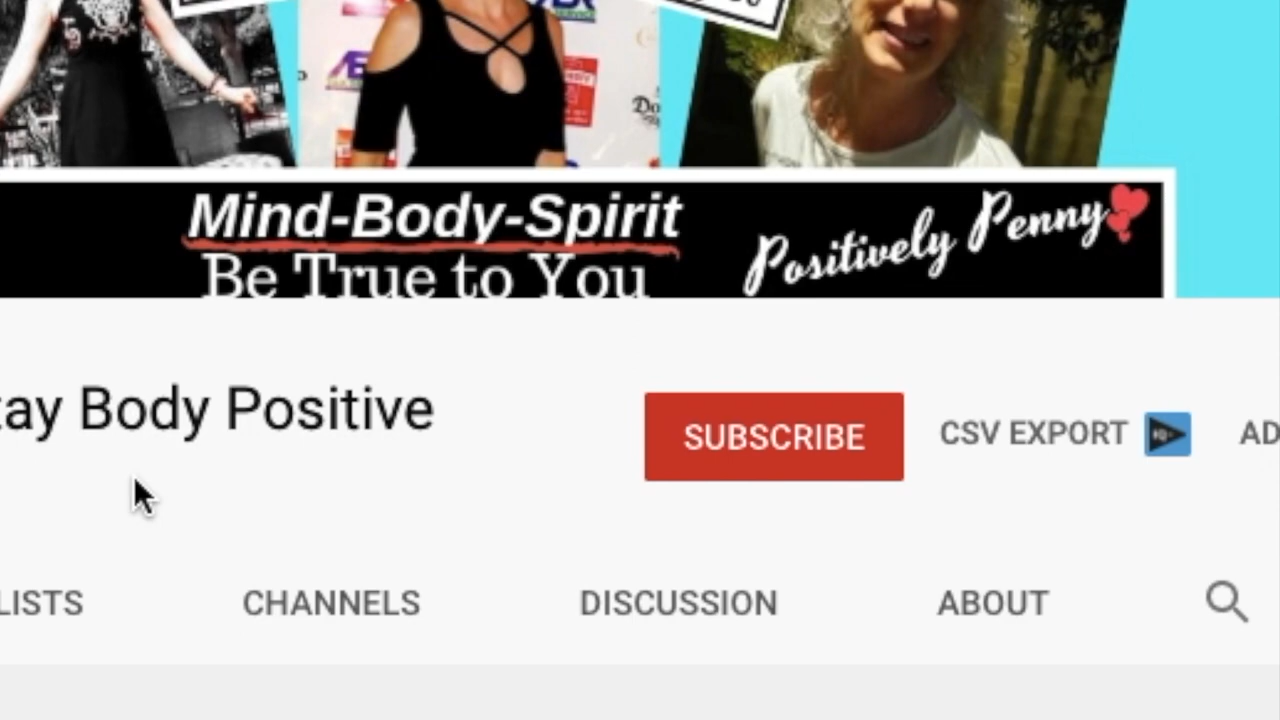 Mind-Body-Spirit
Be True to You
Positively Penny
tay Body Positive
SUBSCRIBE
CSV EXPORT
AD
LISTS
CHANNELS
DISCUSSION
ABOUT